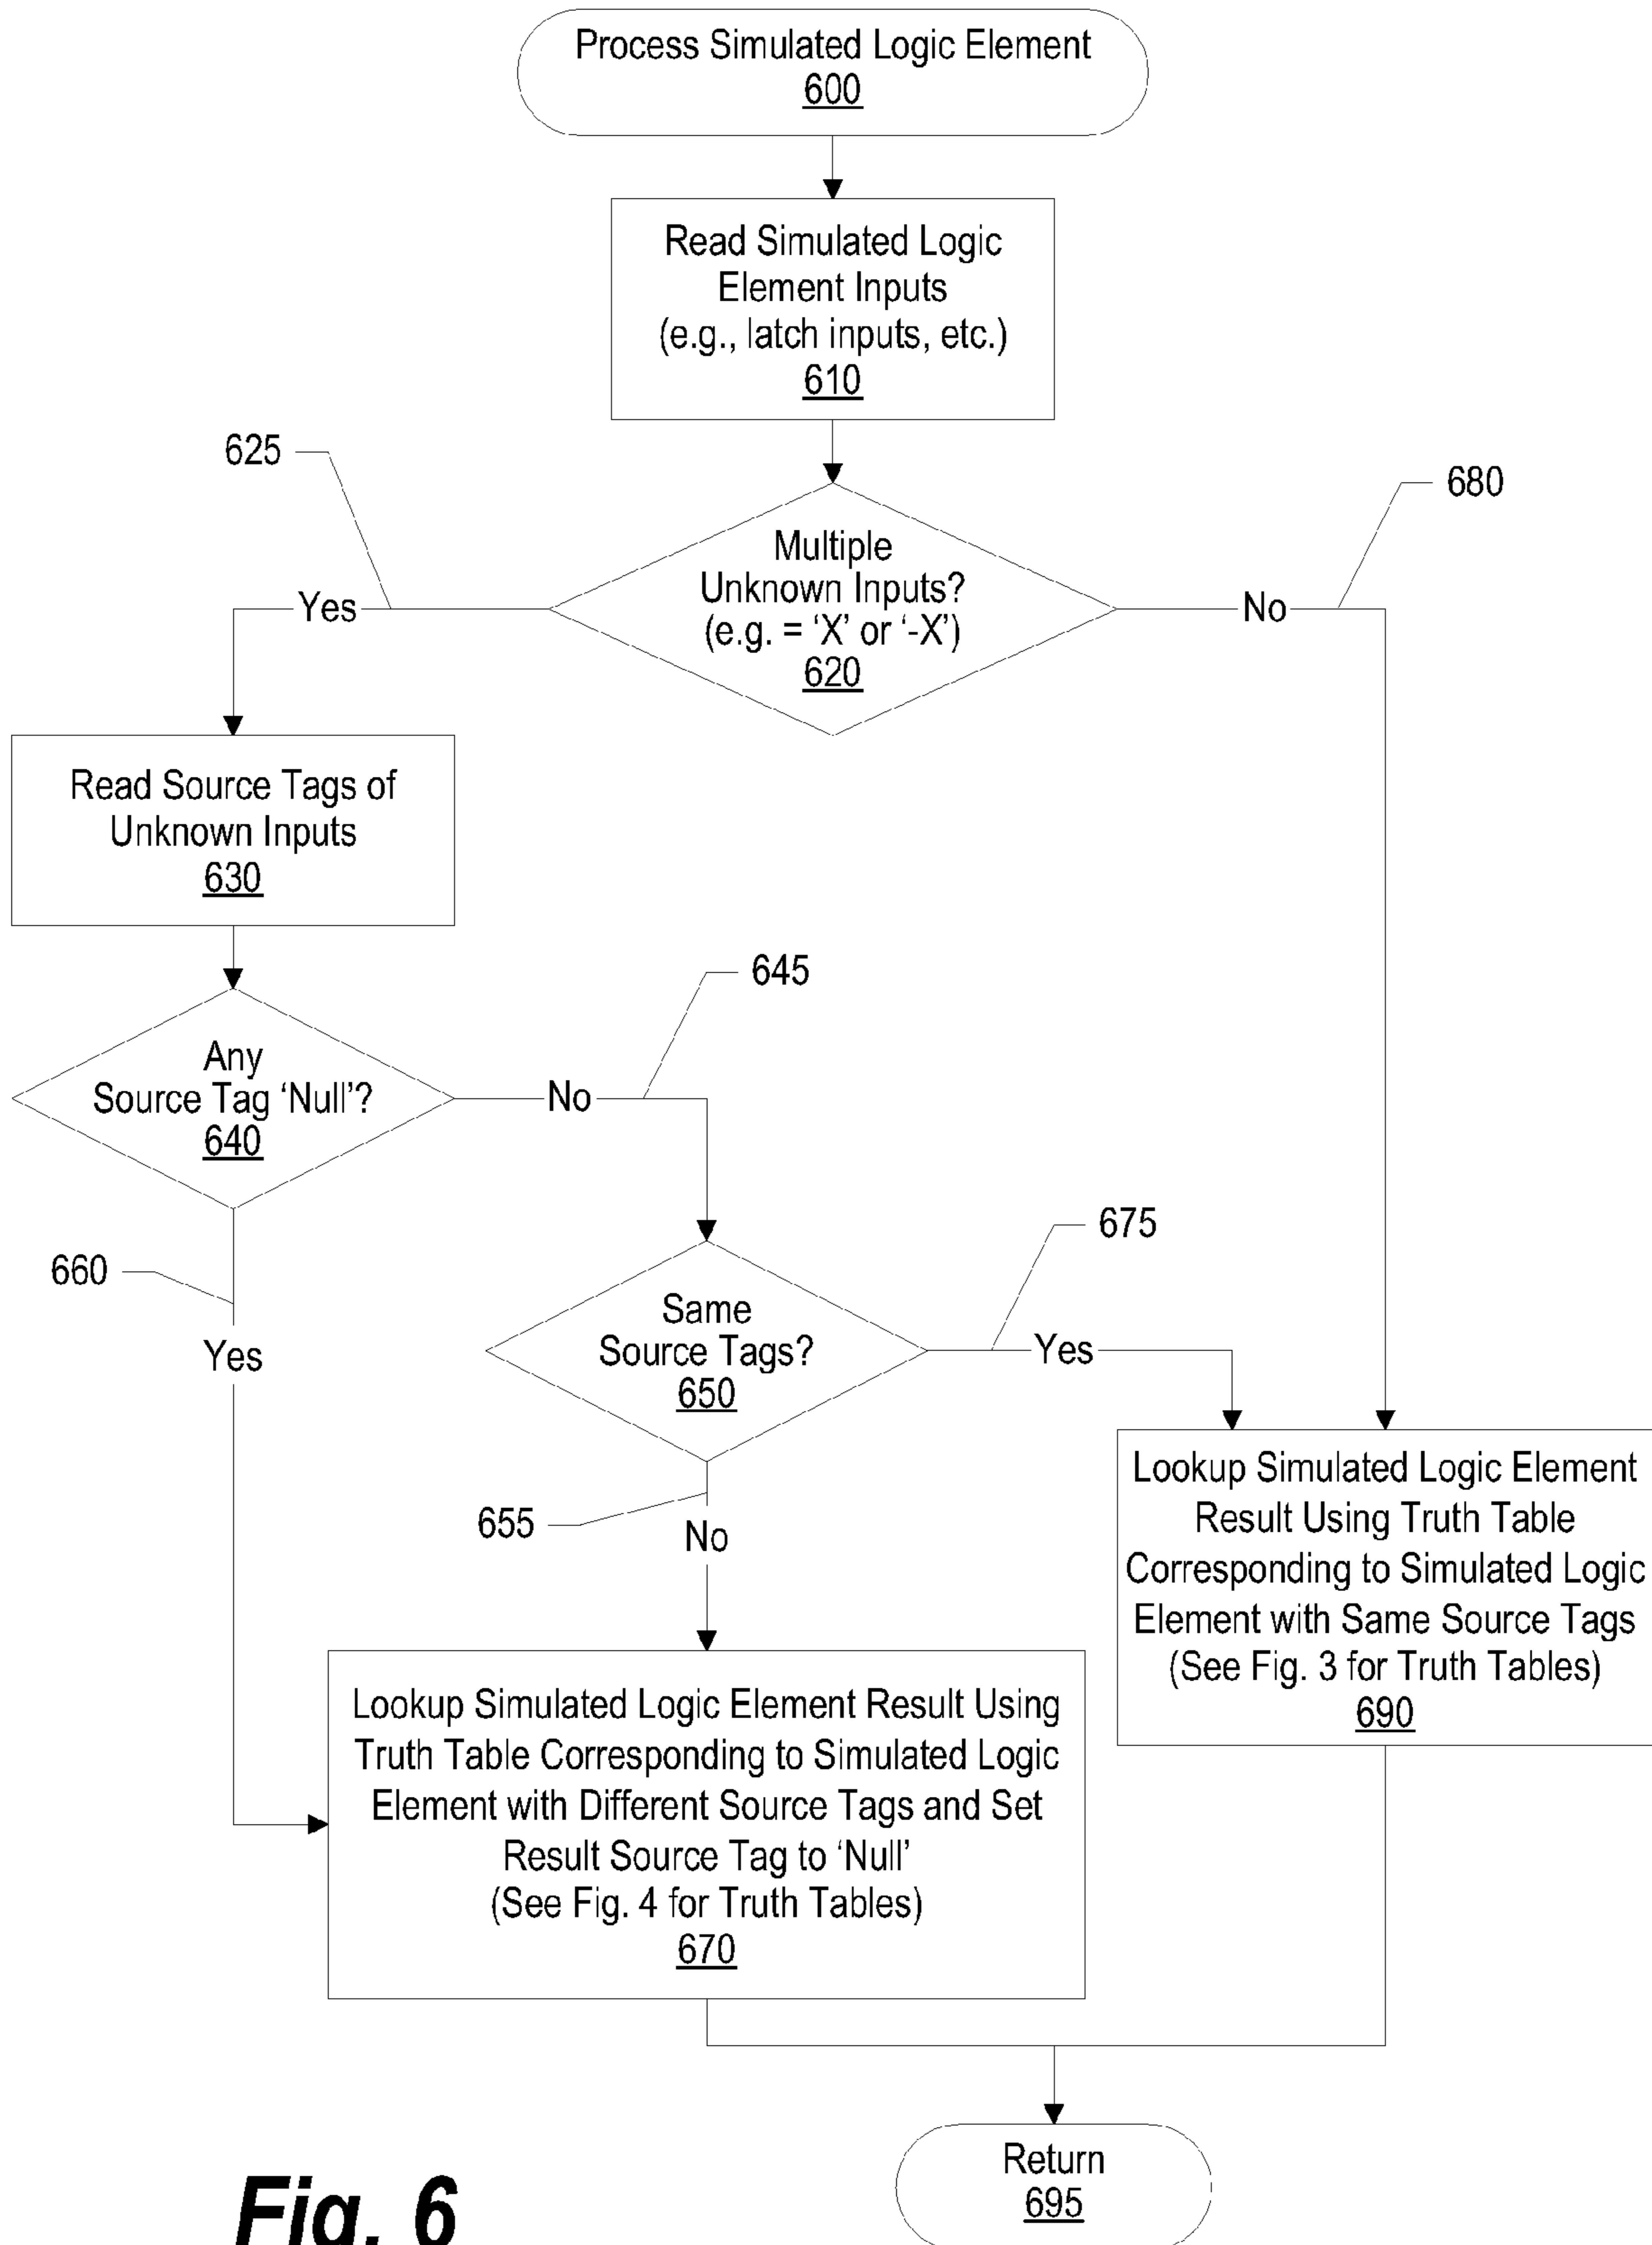 Process Simulated Logic Element
600
Read Simulated Logic
Element Inputs
(e.g., latch inputs, etc.)
610
625
680
Multiple
Unknown Inputs?
(e.g. = ‘X’ or ‘-X’)
620
Yes
No
Read Source Tags of
Unknown Inputs
630
645
Any
Source Tag ‘Null’?
640
No
675
660
Same
Source Tags?
650
Yes
Yes
655
No
Lookup Simulated Logic Element
Result Using Truth Table
Corresponding to Simulated Logic
Element with Same Source Tags
(See Fig. 3 for Truth Tables)
690
Lookup Simulated Logic Element Result Using
Truth Table Corresponding to Simulated Logic
Element with Different Source Tags and Set
Result Source Tag to ‘Null’
(See Fig. 4 for Truth Tables)
670
Return
695
Fig. 6